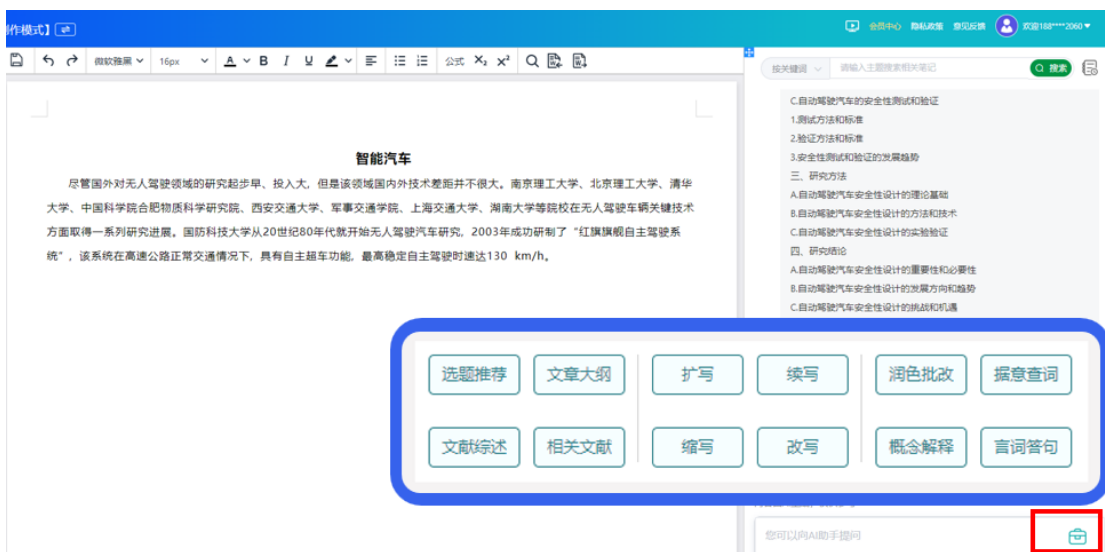 创作模式】
会员中心 隐私政策 意见反馈 欢迎188****2060
微软雅黑 16px A B I U 公式 X₂ X²
按关键词 请输入主题搜索相关笔记 搜索
智能汽车
尽管国外对无人驾驶领域的研究起步早、投入大，但是该领域国内外技术差距并不很大。南京理工大学、北京理工大学、清华
大学、中国科学院合肥物质科学研究院、西安交通大学、军事交通学院、上海交通大学、湖南大学等院校在无人驾驶车辆关键技术
方面取得一系列研究进展。国防科技大学从20世纪80年代就开始无人驾驶汽车研究，2003年成功研制了“红旗旗舰自主驾驶系
统”，该系统在高速公路正常交通情况下，具有自主超车功能，最高稳定自主驾驶时速达130 km/h。
C.自动驾驶汽车的安全性测试和验证
1.测试方法和标准
2.验证方法和标准
3.安全性测试和验证的发展趋势
三、研究方法
A.自动驾驶汽车安全性设计的理论基础
B.自动驾驶汽车安全性设计的方法和技术
C.自动驾驶汽车安全性设计的实验验证
四、研究结论
A.自动驾驶汽车安全性设计的重要性和必要性
B.自动驾驶汽车安全性设计的发展方向和趋势
C.自动驾驶汽车安全性设计的挑战和机遇
选题推荐 文章大纲 扩写 续写 润色批改 据意查词
文献综述 相关文献 缩写 改写 概念解释 言词答句
您可以向AI助手提问